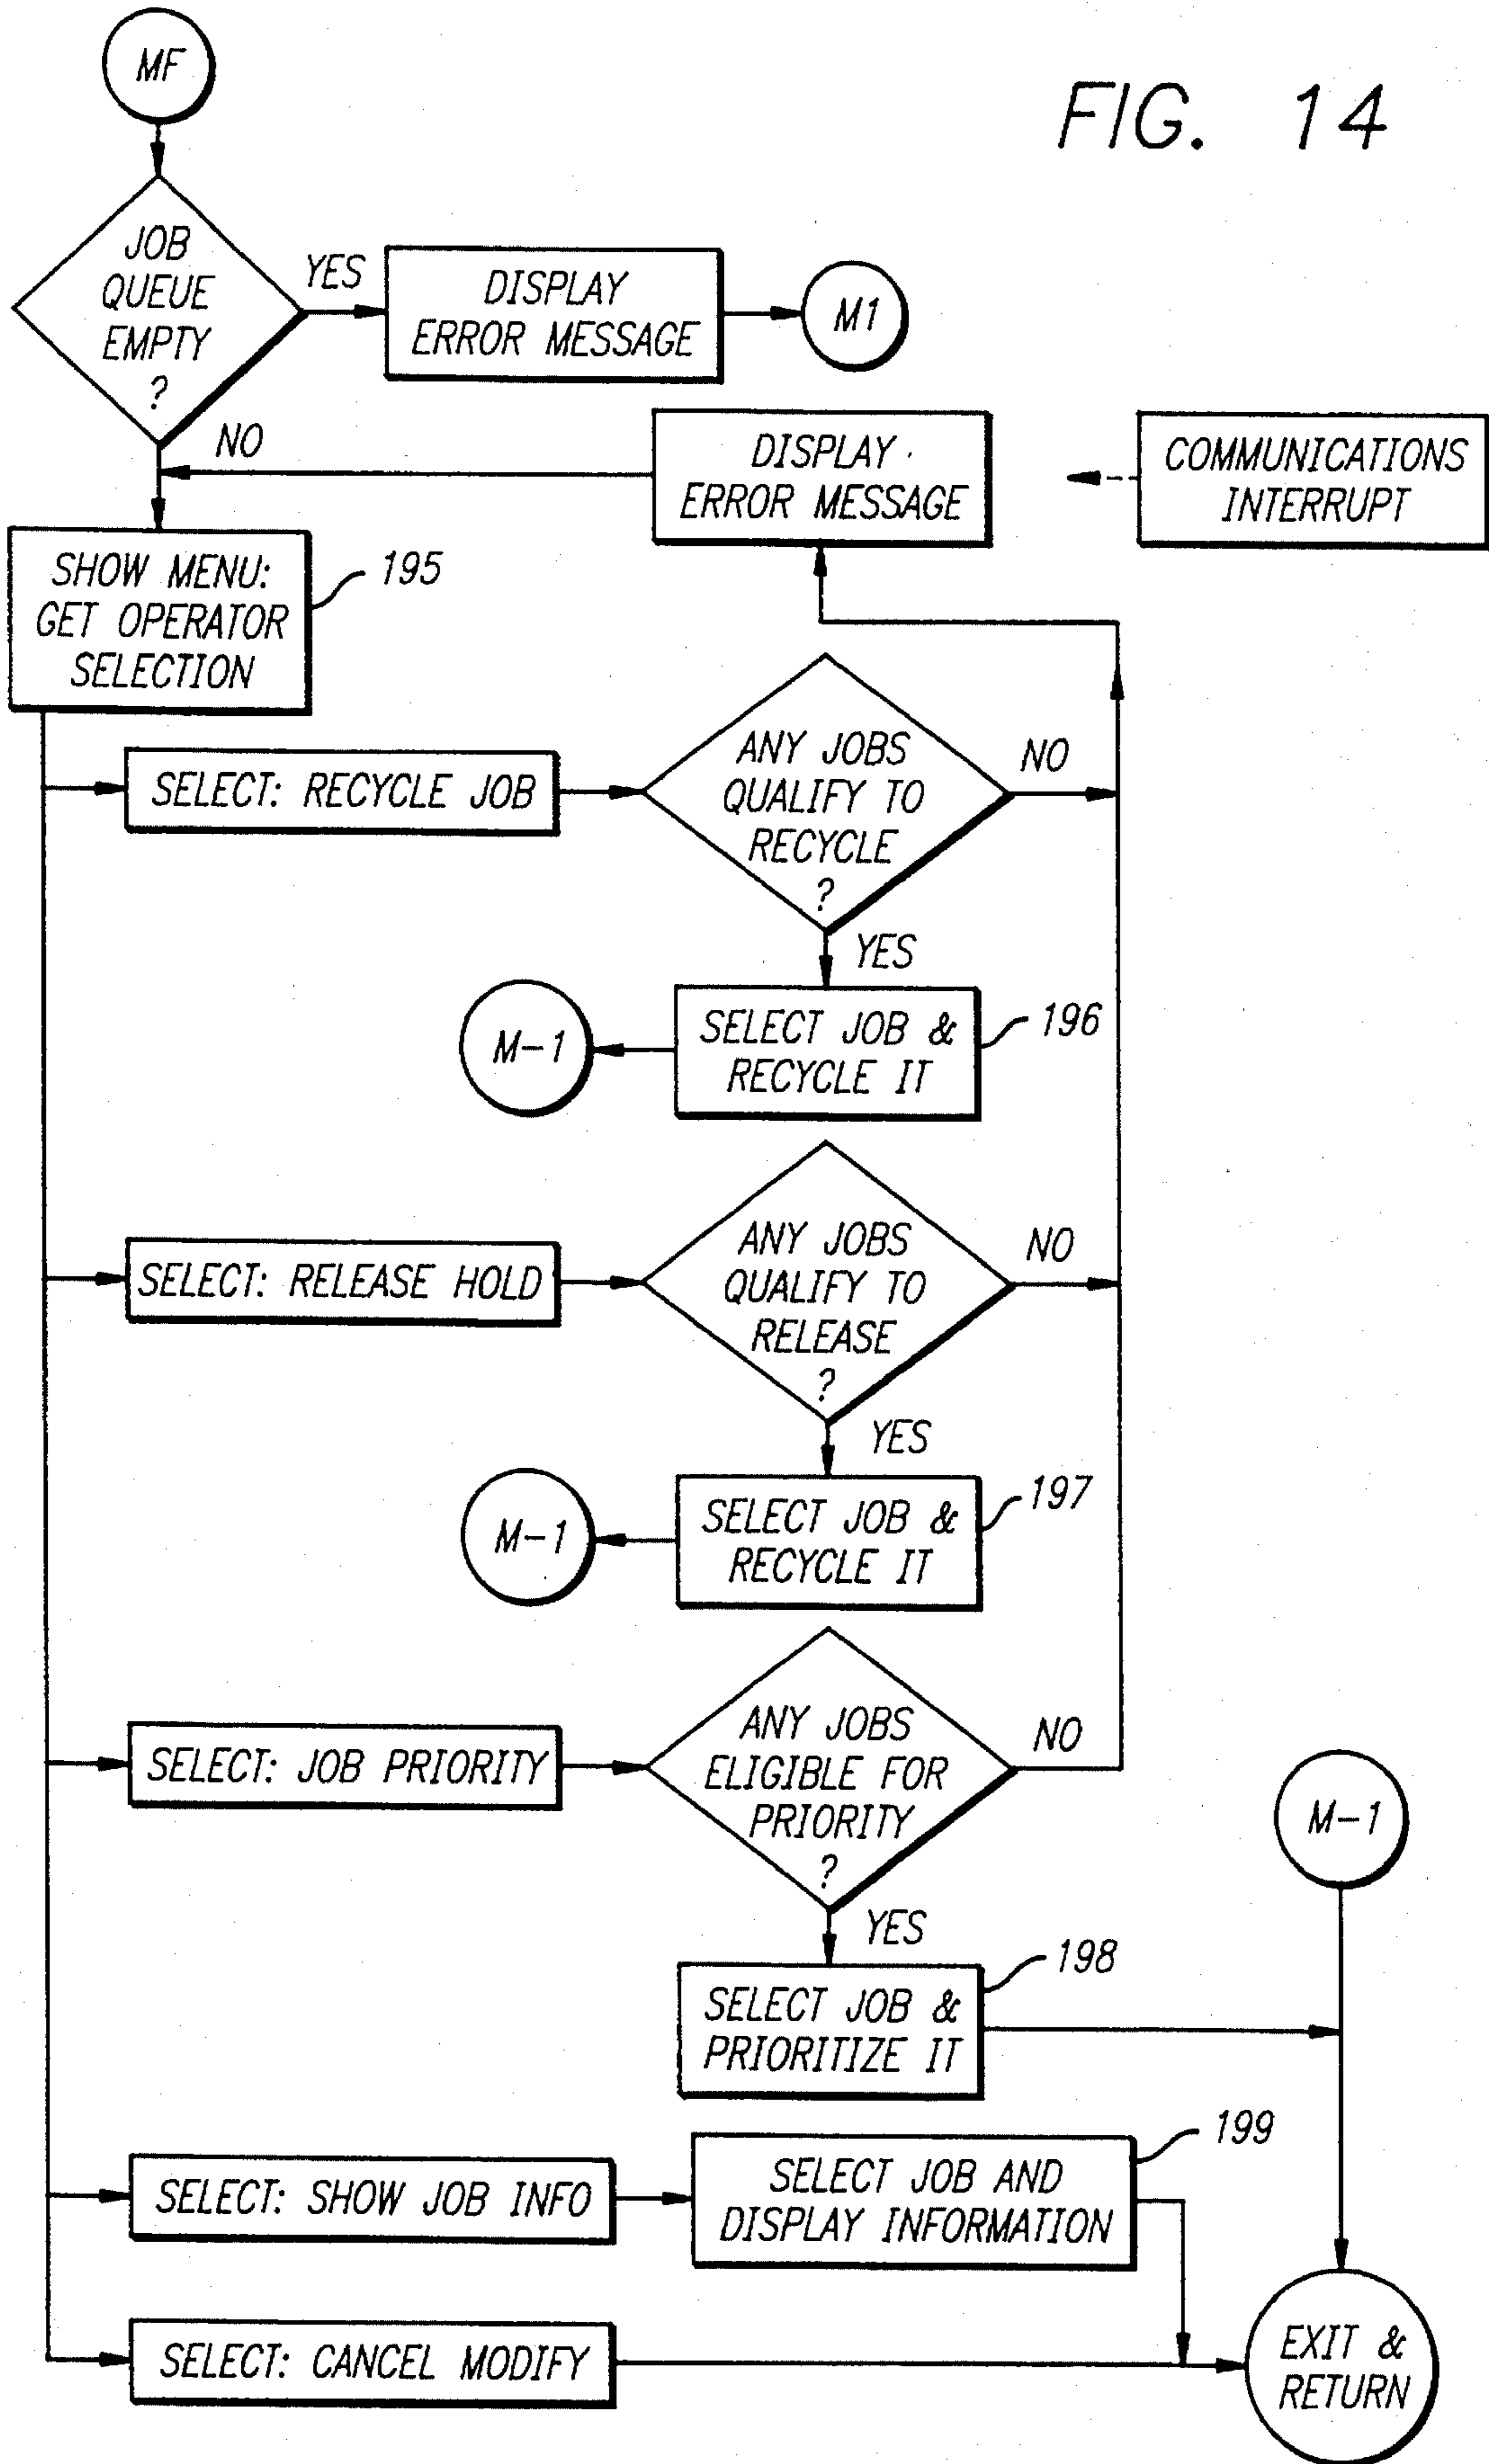 FIG. 14
MF
JOB
QUEUE
EMPTY
?
YES
DISPLAY
ERROR MESSAGE
M1
NO
DISPLAY
ERROR MESSAGE
COMMUNICATIONS
INTERRUPT
SHOW MENU:
GET OPERATOR
SELECTION
195
SELECT: RECYCLE JOB
ANY JOBS
QUALIFY TO
RECYCLE
?
NO
YES
M-1
SELECT JOB &
RECYCLE IT
196
SELECT: RELEASE HOLD
ANY JOBS
QUALIFY TO
RELEASE
?
NO
YES
M-1
SELECT JOB &
RECYCLE IT
197
SELECT: JOB PRIORITY
ANY JOBS
ELIGIBLE FOR
PRIORITY
?
NO
M-1
YES
SELECT JOB &
PRIORITIZE IT
198
SELECT: SHOW JOB INFO
SELECT JOB AND
DISPLAY INFORMATION
199
SELECT: CANCEL MODIFY
EXIT &
RETURN